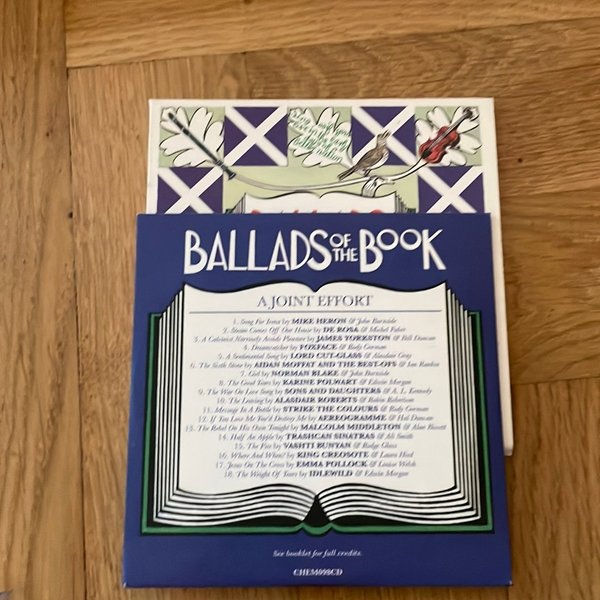 BALLADS
BALLADS OF THE BOOK
A JOINT EFFORT
1. Song For Irena by MIKE HERON & John Burnside
2. Steam Comes Off Our House by DE ROSA & Michel Faber
3. A Calvinist Narrowly Avoids Pleasure by JAMES YORKSTON & Bill Duncan
4. Dreamcatcher by FOXFACE & Rody Gorman
5. A Sentimental Song by LORD CUT-GLASS & Alasdair Gray
6. The Sixth Stone by AIDAN MOFFAT AND THE BEST-OFS & Ian Rankin
7. Girl by NORMAN BLAKE & John Burnside
8. The Good Years by KARINE POLWART & Edwin Morgan
9. The War On Love Song by SONS AND DAUGHTERS & A. L. Kennedy
10. The Leaving by ALASDAIR ROBERTS & Robin Robertson
11. Message In A Bottle by STRIKE THE COLOURS & Rody Gorman
12. If You Love Me You'd Destroy Me by AEREOGRAMME & Hal Duncan
13. The Rebel On His Own Tonight by MALCOLM MIDDLETON & Alan Bissett
14. Half An Apple by TRASHCAN SINATRAS & Ali Smith
15. The Fire by VASHTI BUNYAN & Rodge Glass
16. Where And When? by KING CREOSOTE & Laura Hird
17. Jesus On The Cross by EMMA POLLOCK & Louise Welsh
18. The Weight Of Years by IDLEWILD & Edwin Morgan
See booklet for full credits.
CHEM098CD